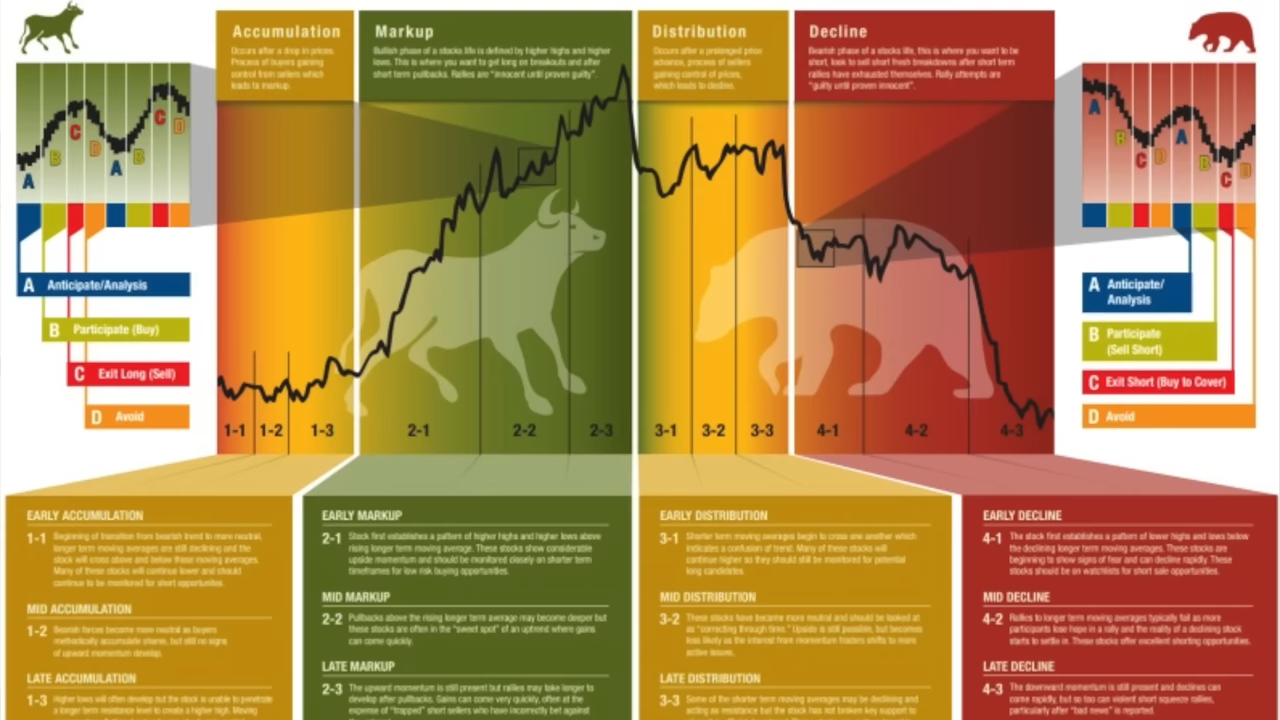 Accumulation
Occurs after a drop in prices.
Process of buyers gaining
control from sellers which
leads to markup.
Markup
Bullish phase of a stocks life is defined by higher highs and higher
lows. This is where you want to get long on breakouts and after
short term pullbacks. Rallies are "innocent until proven guilty".
Distribution
Occurs after a prolonged price
advance, process of sellers
gaining control of prices,
which leads to decline.
Decline
Bearish phase of a stocks life, this is where you want to be
short, look to sell short fresh breakdowns after short term
rallies have exhausted themselves. Rally attempts are
"guilty until proven innocent".
A
B
C
D
A
B
C
D
A Anticipate/Analysis
B Participate (Buy)
C Exit Long (Sell)
D Avoid
1-1 1-2 1-3 2-1 2-2 2-3 3-1 3-2 3-3 4-1 4-2 4-3
A
B
C
D
A
B
C
D
A Anticipate/
Analysis
B Participate
(Sell Short)
C Exit Short (Buy to Cover)
D Avoid
EARLY ACCUMULATION
1-1 Beginning of transition from bearish trend to more neutral,
longer term moving averages are still declining and the
stock will cross above and below those moving averages.
Many of these stocks will continue lower and should
continue to be monitored for short opportunites.
MID ACCUMULATION
1-2 Bearish forces become more neutral as buyers
methodically accumulate shares, but still no signs
of upward momentum develop.
LATE ACCUMULATION
1-3 Higher lows will often develop but the stock is unable to penetrate
a longer term resistance level to create a higher high. Moving
EARLY MARKUP
2-1 Stock first establishes a pattern of higher highs and higher lows above
rising longer term moving average. These stocks show considerable
upside momentum and should be monitored closely on shorter term
timeframes for low risk buying opportunities.
MID MARKUP
2-2 Pullbacks above the rising longer term average may become deeper but
these stocks are often in the "sweet spot" of an uptrend where gains
can come quickly.
LATE MARKUP
2-3 The upward momentum is still present but rallies may take longer to
develop after pullbacks. Gains can come very quickly, often at the
expense of "trapped" short sellers who have incorrectly bet against
EARLY DISTRIBUTION
3-1 Shorter term moving averages begin to cross one another which
indicates a confusion of trend. Many of these stocks will
continue higher so they should still be monitored for potential
long candidates.
MID DISTRIBUTION
3-2 These stocks have become more neutral and should be looked at
as "correcting through time." Upside is still possible, but becomes
less likely as the interest from momentum traders shifts to more
active issues.
LATE DISTRIBUTION
3-3 Some of the shorter term moving averages may be declining and
acting as resistance but the stock has not broken key support to
EARLY DECLINE
4-1 The stock first establishes a pattern of lower highs and lows below
the declining longer term moving averages. These stocks are
beginning to show signs of fear and can decline rapidly. These
stocks should be on watchlists for short sale opportunities.
MID DECLINE
4-2 Rallies to longer term moving averages typically fail as more
participants lose hope in a rally and the reality of a declining stock
starts to settle in. These stocks offer excellent shorting opportunities.
LATE DECLINE
4-3 The downward momentum is still present and declines can
come rapidly, but so too can violent short squeeze rallies,
particularly after "bad news" is reported.